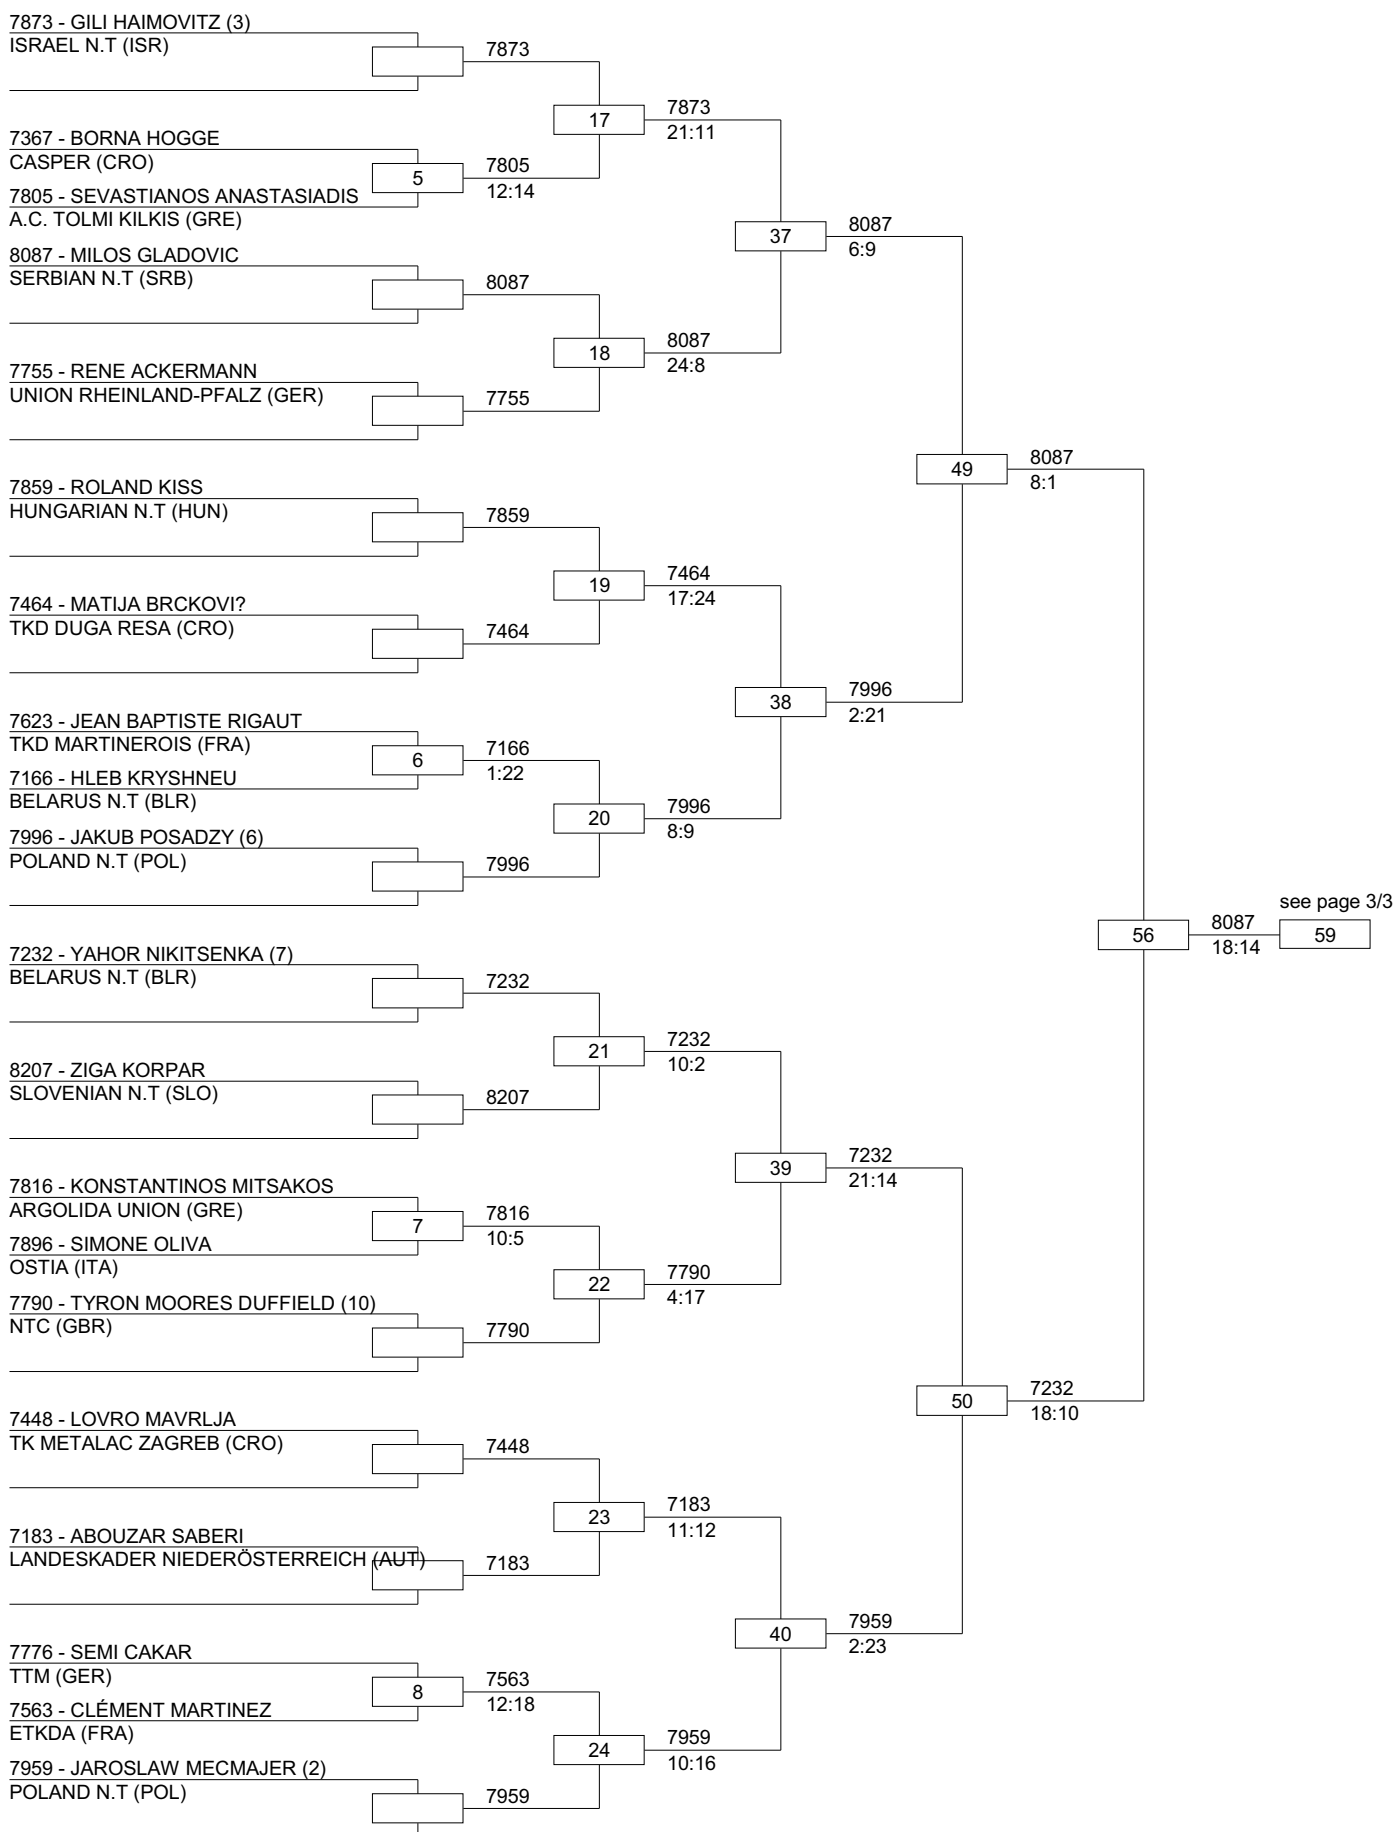 7873 - GILI HAIMOVITZ (3)
ISRAEL N.T (ISR)
7873
17
7873
21:11
7367 - BORNA HOGGE
CASPER (CRO)
5
7805
12:14
7805 - SEVASTIANOS ANASTASIADIS
A.C. TOLMI KILKIS (GRE)
37
8087
6:9
8087 - MILOS GLADOVIC
SERBIAN N.T (SRB)
8087
18
8087
24:8
7755 - RENE ACKERMANN
UNION RHEINLAND-PFALZ (GER)
7755
49
8087
8:1
7859 - ROLAND KISS
HUNGARIAN N.T (HUN)
7859
19
7464
17:24
7464 - MATIJA BRCKOVI?
TKD DUGA RESA (CRO)
7464
38
7996
2:21
7623 - JEAN BAPTISTE RIGAUT
TKD MARTINEROIS (FRA)
6
7166
1:22
7166 - HLEB KRYSHNEU
BELARUS N.T (BLR)
20
7996
8:9
7996 - JAKUB POSADZY (6)
POLAND N.T (POL)
7996
see page 3/3
56
8087
18:14
59
7232 - YAHOR NIKITSENKA (7)
BELARUS N.T (BLR)
7232
21
7232
10:2
8207 - ZIGA KORPAR
SLOVENIAN N.T (SLO)
8207
39
7232
21:14
7816 - KONSTANTINOS MITSAKOS
ARGOLIDA UNION (GRE)
7
7816
10:5
7896 - SIMONE OLIVA
OSTIA (ITA)
22
7790
4:17
7790 - TYRON MOORES DUFFIELD (10)
NTC (GBR)
7790
50
7232
18:10
7448 - LOVRO MAVRLJA
TK METALAC ZAGREB (CRO)
7448
23
7183
11:12
7183 - ABOUZAR SABERI
LANDESKADER NIEDERÖSTERREICH (AUT)
7183
40
7959
2:23
7776 - SEMI CAKAR
TTM (GER)
8
7563
12:18
7563 - CLÉMENT MARTINEZ
ETKDA (FRA)
24
7959
10:16
7959 - JAROSLAW MECMAJER (2)
POLAND N.T (POL)
7959